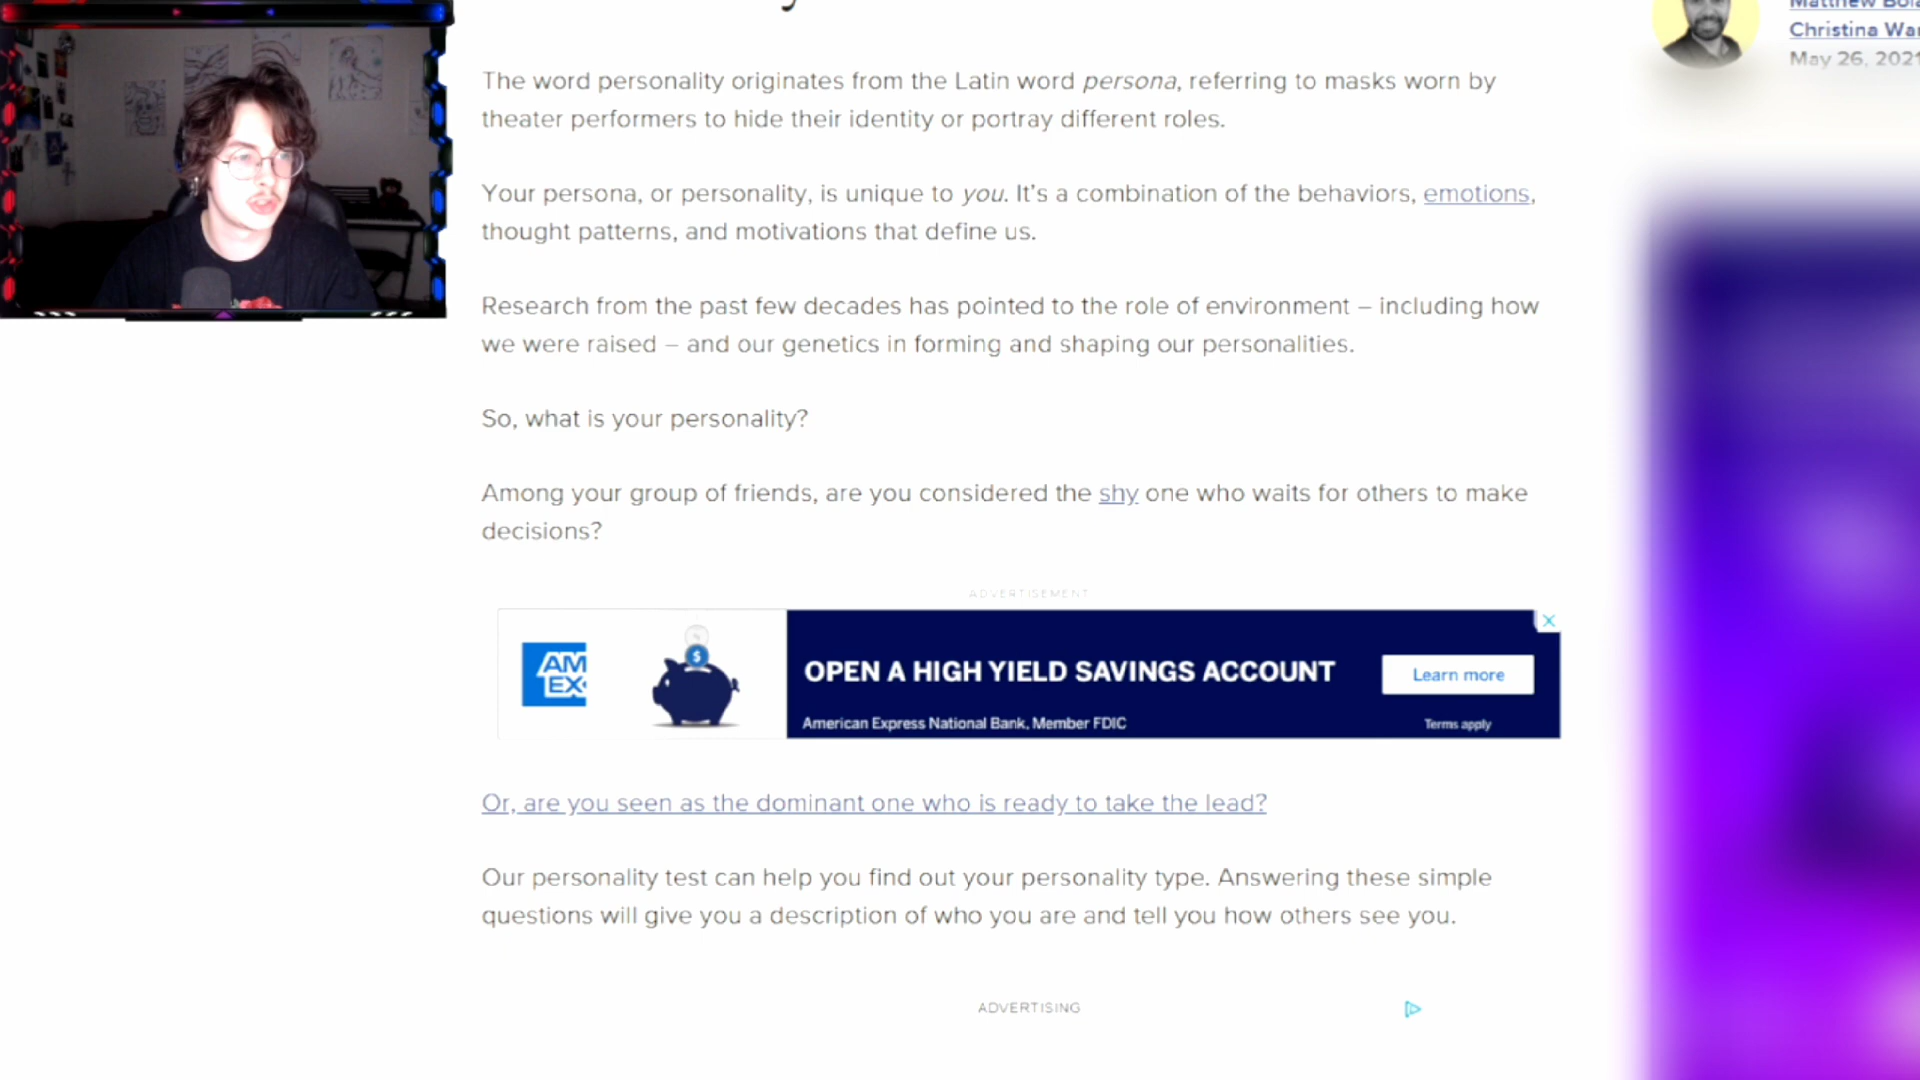 Christina
May 26, 2021
The word personality originates from the Latin word persona, referring to masks worn by
theater performers to hide their identity or portray different roles.
Your persona, or personality, is unique to you. It's a combination of the behaviors, emotions,
thought patterns, and motivations that define us.
Research from the past few decades has pointed to the role of environment – including how
we were raised – and our genetics in forming and shaping our personalities.
So, what is your personality?
Among your group of friends, are you considered the shy one who waits for others to make
decisions?
ADVERTISEMENT
AM
EX
OPEN A HIGH YIELD SAVINGS ACCOUNT
Learn more
American Express National Bank, Member FDIC
Terms apply
Or, are you seen as the dominant one who is ready to take the lead?
Our personality test can help you find out your personality type. Answering these simple
questions will give you a description of who you are and tell you how others see you.
ADVERTISING